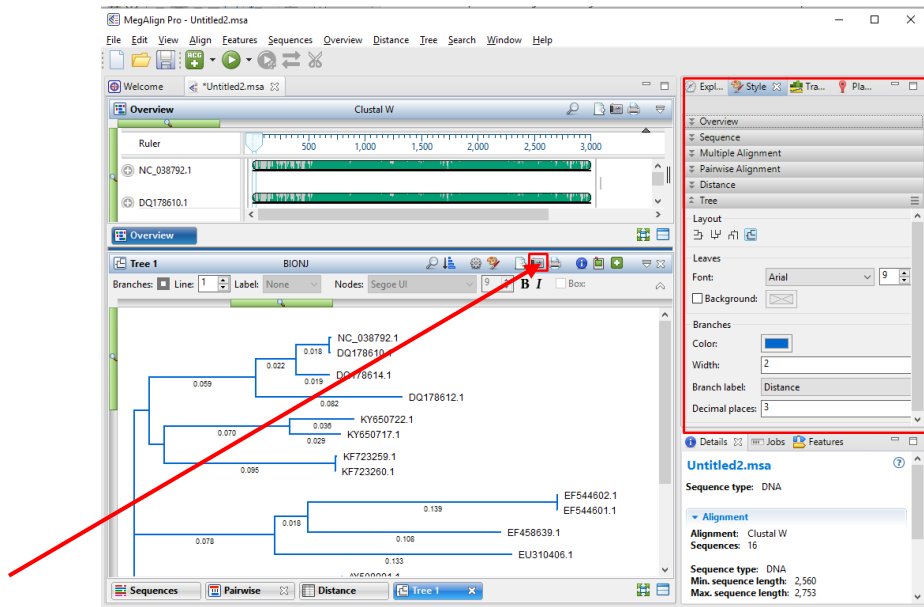 MegAlign Pro - Untitled2.msa
File Edit View Align Features Sequences Overview Distance Tree Search Window Help
Welcome *Untitled2.msa
Overview Clustal W
Ruler 500 1,000 1,500 2,000 2,500 3,000
NC_038792.1
DQ178610.1
Overview
Tree 1 BIONJ
Branches: Line: 1 Label: None Nodes: Segoe UI 9 B I Box:
NC_038792.1
0.018 DQ178610.1
0.022
DQ178614.1
0.059 0.019
DQ178612.1
0.082
KY650722.1
0.070 0.036
KY650717.1
0.029
KF723259.1
0.095 KF723260.1
EF544602.1
0.139 EF544601.1
0.018
EF458639.1
0.078 0.108
EU310406.1
0.133
Sequences Pairwise Distance Tree 1
Expl... Style Tra... Pla...
Overview
Sequence
Multiple Alignment
Pairwise Alignment
Distance
Tree
Layout
Leaves
Font: Arial 9
Background:
Branches
Color:
Width: 2
Branch label: Distance
Decimal places: 3
Details Jobs Features
Untitled2.msa
Sequence type: DNA
Alignment
Alignment: Clustal W
Sequences: 16
Sequence type: DNA
Min. sequence length: 2,560
Max. sequence length: 2,753